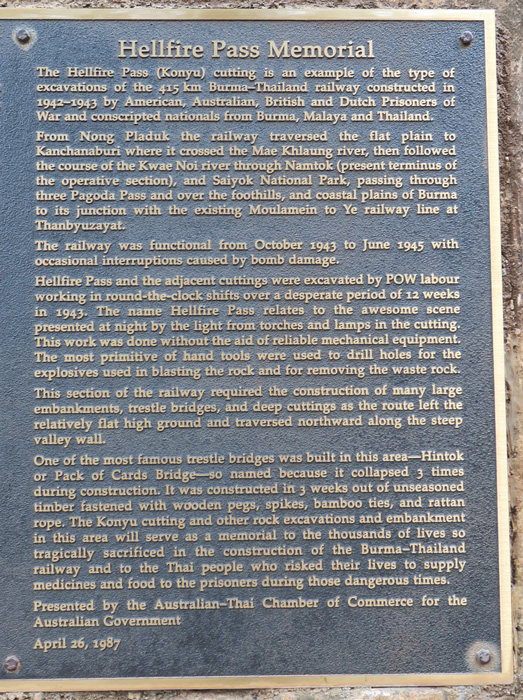 Hellfire Pass Memorial
The Hellfire Pass (Konyu) cutting is an example of the type of
excavations of the 415 km Burma–Thailand railway constructed in
1942–1943 by American, Australian, British and Dutch Prisoners of
War and conscripted nationals from Burma, Malaya and Thailand.
From Nong Pladuk the railway traversed the flat plain to
Kanchanaburi where it crossed the Mae Khlaung river, then followed
the course of the Kwae Noi river through Namtok (present terminus of
the operative section), and Saiyok National Park, passing through
three Pagoda Pass and over the foothills, and coastal plains of Burma
to its junction with the existing Moulamein to Ye railway line at
Thanbyuzayat.
The railway was functional from October 1943 to June 1945 with
occasional interruptions caused by bomb damage.
Hellfire Pass and the adjacent cuttings were excavated by POW labour
working in round-the-clock shifts over a desperate period of 12 weeks
in 1943. The name Hellfire Pass relates to the awesome scene
presented at night by the light from torches and lamps in the cutting.
This work was done without the aid of reliable mechanical equipment.
The most primitive of hand tools were used to drill holes for the
explosives used in blasting the rock and for removing the waste rock.
This section of the railway required the construction of many large
embankments, trestle bridges, and deep cuttings as the route left the
relatively flat high ground and traversed northward along the steep
valley wall.
One of the most famous trestle bridges was built in this area—Hintok
or Pack of Cards Bridge—so named because it collapsed 3 times
during construction. It was constructed in 3 weeks out of unseasoned
timber fastened with wooden pegs, spikes, bamboo ties, and rattan
rope. The Konyu cutting and other rock excavations and embankment
in this area will serve as a memorial to the thousands of lives so
tragically sacrificed in the construction of the Burma–Thailand
railway and to the Thai people who risked their lives to supply
medicines and food to the prisoners during those dangerous times.
Presented by the Australian–Thai Chamber of Commerce for the
Australian Government
April 26, 1987